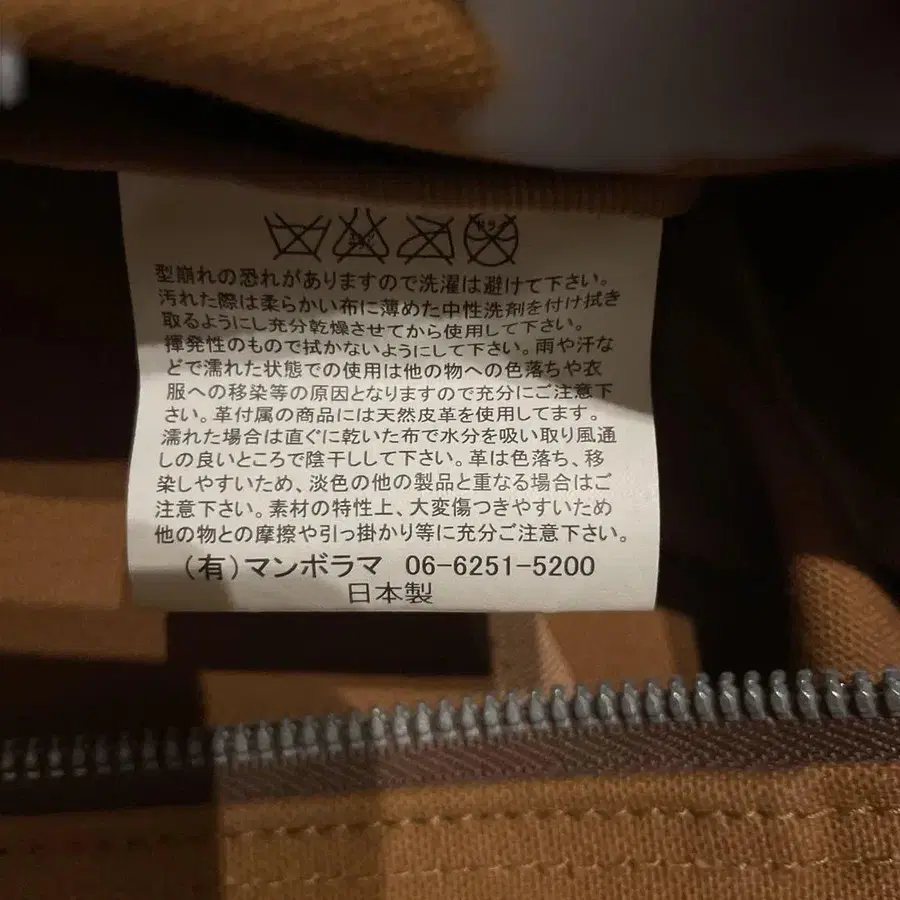 型崩れの恐れがありますので洗濯は避けて下さい。
汚れた際は柔らかい布に薄めた中性洗剤を付け拭き
取るようにし充分乾燥させてから使用して下さい。
揮発性のもので拭かないようにして下さい。雨や汗な
どで濡れた状態での使用は他の物への色落ちや衣
服への移染等の原因となりますので充分にご注意下
さい。革付属の商品には天然皮革を使用してます。
濡れた場合は直ぐに乾いた布で水分を吸い取り風通
しの良いところで陰干しして下さい。革は色落ち、移
染しやすいため、淡色の他の製品と重なる場合はご
注意下さい。素材の特性上、大変傷つきやすいため
他の物との摩擦や引っ掛かり等に充分ご注意下さい。
(有)マンボラマ 06-6251-5200
日本製